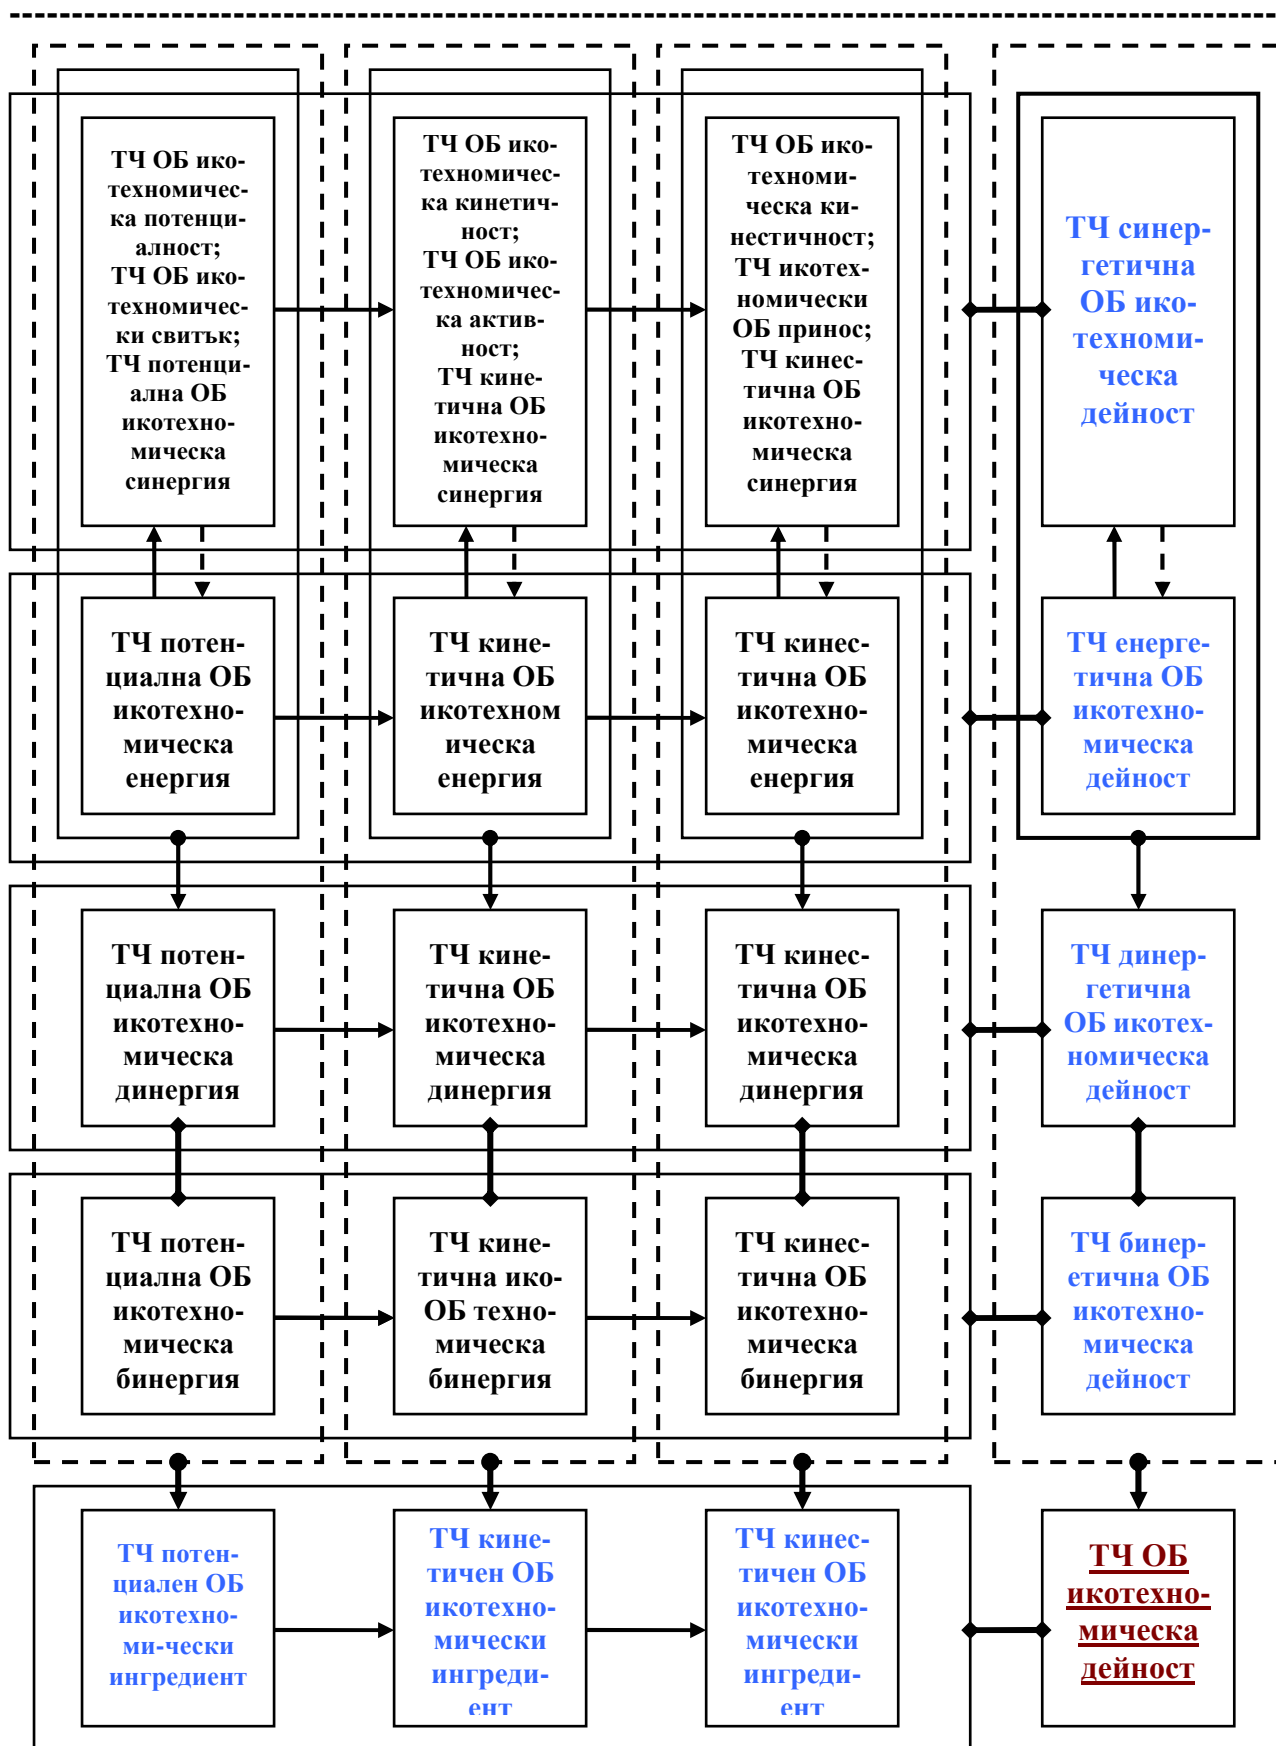 ТЧ ОБ ико-
техномичес-
ка потенци-
алност;
ТЧ ОБ ико-
техномичес-
ки свитък;
ТЧ потенци-
ална ОБ
икотехно-
мическа
синергия
ТЧ ОБ ико-
техномичес-
ка кинетич-
ност;
ТЧ ОБ ико-
техномичес-
ка актив-
ност;
ТЧ кине-
тична ОБ
икотехно-
мическа
синергия
ТЧ ОБ ико-
техноми-
ческа ки-
нестичност;
ТЧ икотех-
номически
ОБ принос;
ТЧ кинес-
тична ОБ
икотехно-
мическа
синергия
ТЧ синер-
гетична
ОБ ико-
техноми-
ческа
дейност
ТЧ потен-
циална ОБ
икотехно-
мическа
енергия
ТЧ кине-
тична ОБ
икотехном
ическа
енергия
ТЧ кинес-
тична ОБ
икотехно-
мическа
енергия
ТЧ енерге-
тична ОБ
икотехно-
мическа
дейност
ТЧ потен-
циална ОБ
икотехно-
мическа
динергия
ТЧ кине-
тична ОБ
икотехно-
мическа
динергия
ТЧ кинес-
тична ОБ
икотехно-
мическа
динергия
ТЧ динер-
гетична
ОБ икотех-
номическа
дейност
ТЧ потен-
циална ОБ
икотехно-
мическа
бинергия
ТЧ кине-
тична ико-
ОБ техно-
мическа
бинергия
ТЧ кинес-
тична ОБ
икотехно-
мическа
бинергия
ТЧ бинер-
етична ОБ
икотехно-
мическа
дейност
ТЧ потен-
циален ОБ
икотехно-
ми-чески
ингредиент
ТЧ кине-
тичен ОБ
икотехно-
мически
ингреди-
ент
ТЧ кинес-
тичен ОБ
икотехно-
мически
ингреди-
ент
ТЧ ОБ
икотехно-
мическа
дейност